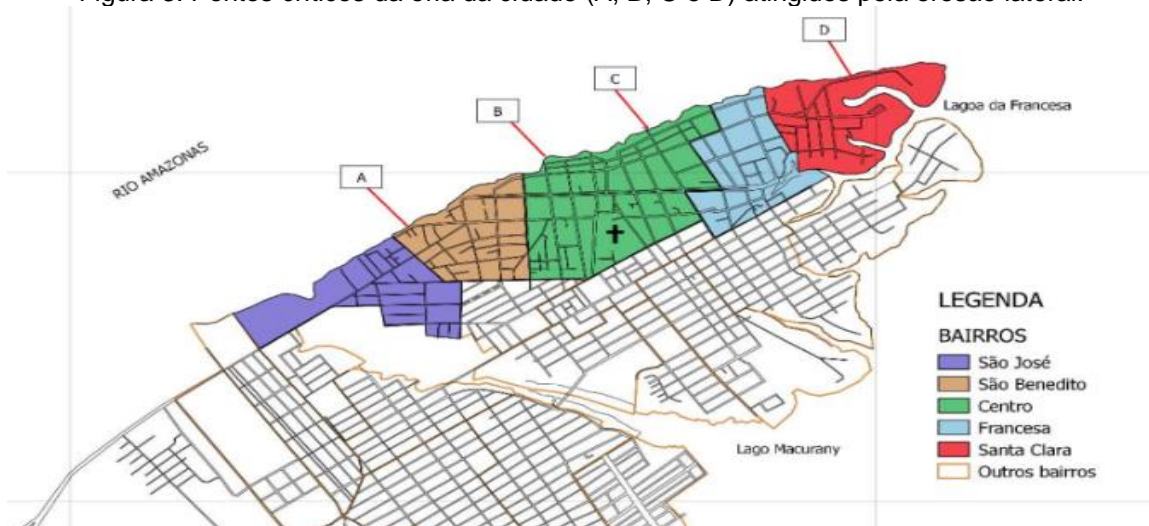 Figura 3. Pontos críticos da orla da cidade (A, B, C e D) atingidos pela erosão lateral.
D
C
Lagoa da Francesa
B
RIO AMAZONAS
A
LEGENDA
BAIRROS
São José
São Benedito
Centro
Francesa
Santa Clara
Outros bairros
Lago Macurany